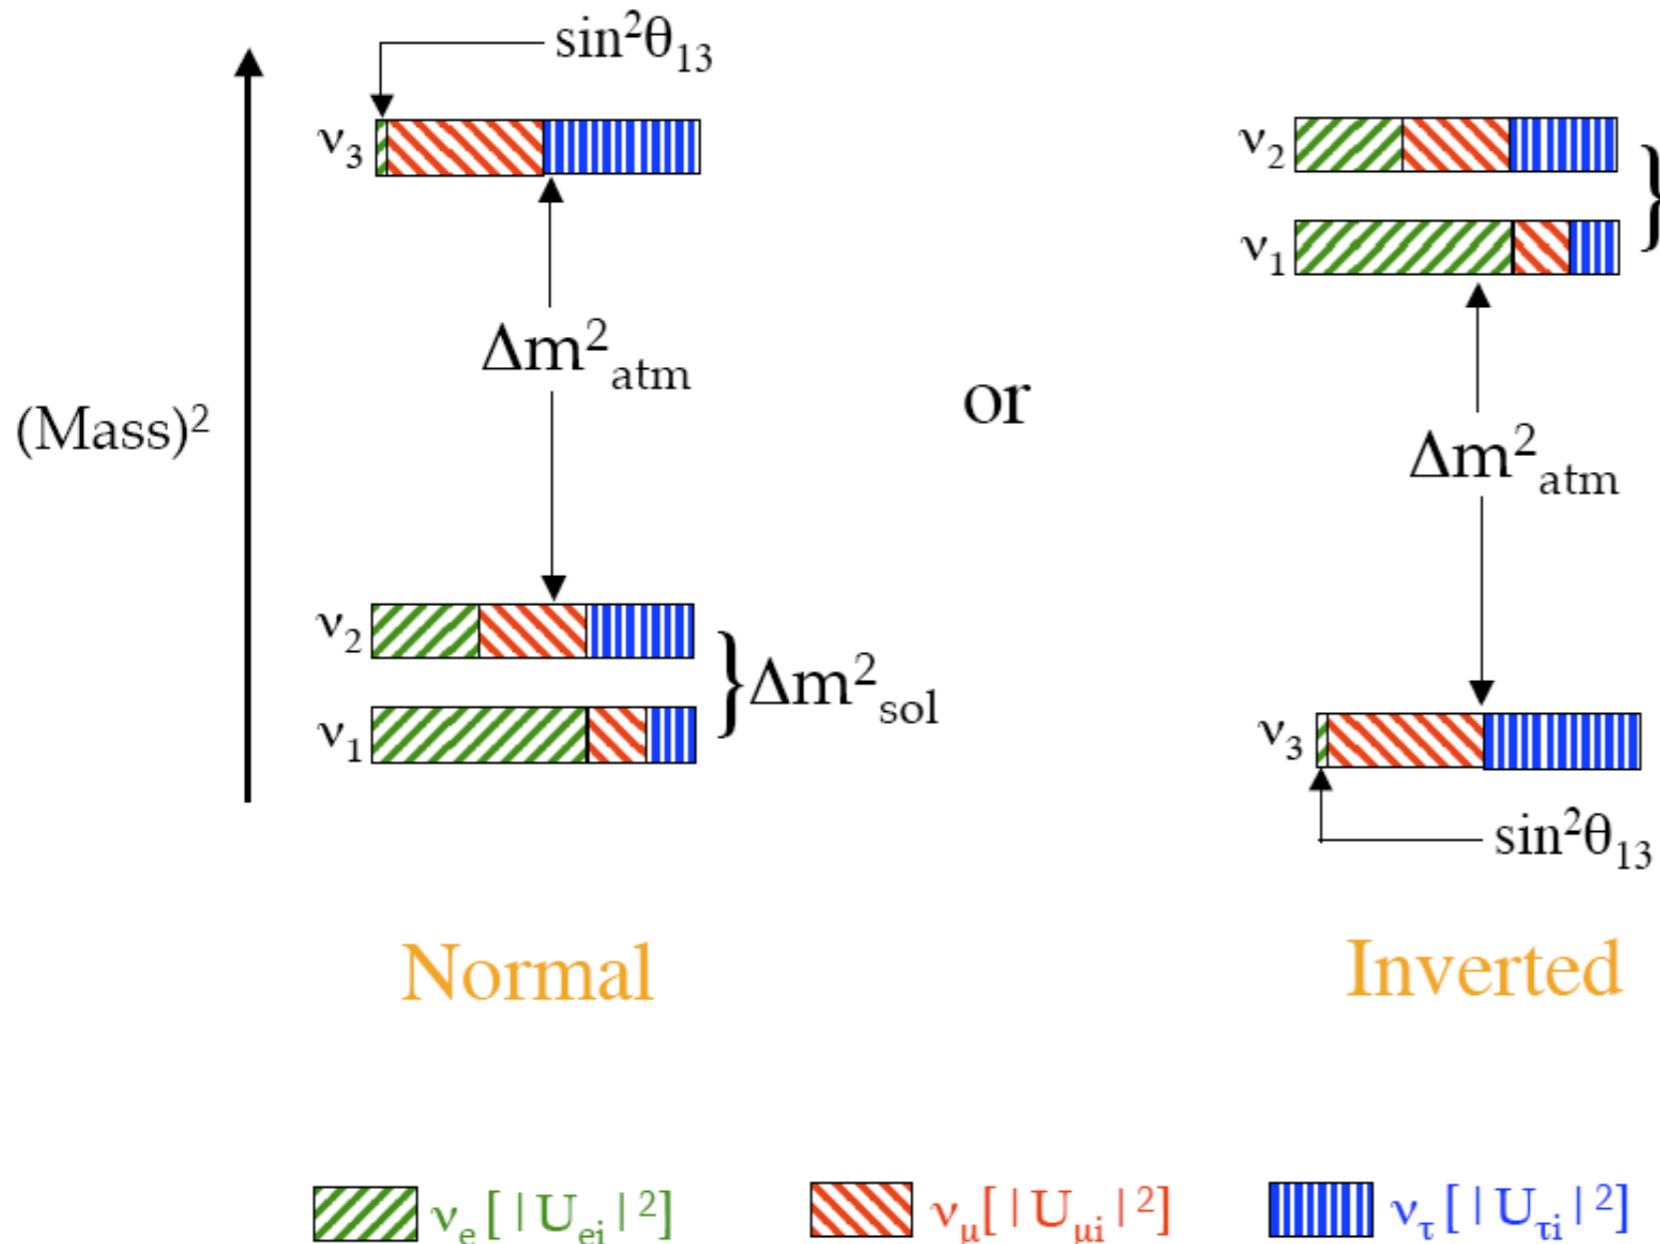 sin²θ₁₃
ν₃
ν₂
Δm²atm
ν₁
or
(Mass)²
Δm²atm
ν₂
Δm²sol
ν₁
ν₃
sin²θ₁₃
Normal
Inverted
νe [ |Uei|²]
νμ[ |Uμi|²]
ντ [ |Uτi|²]